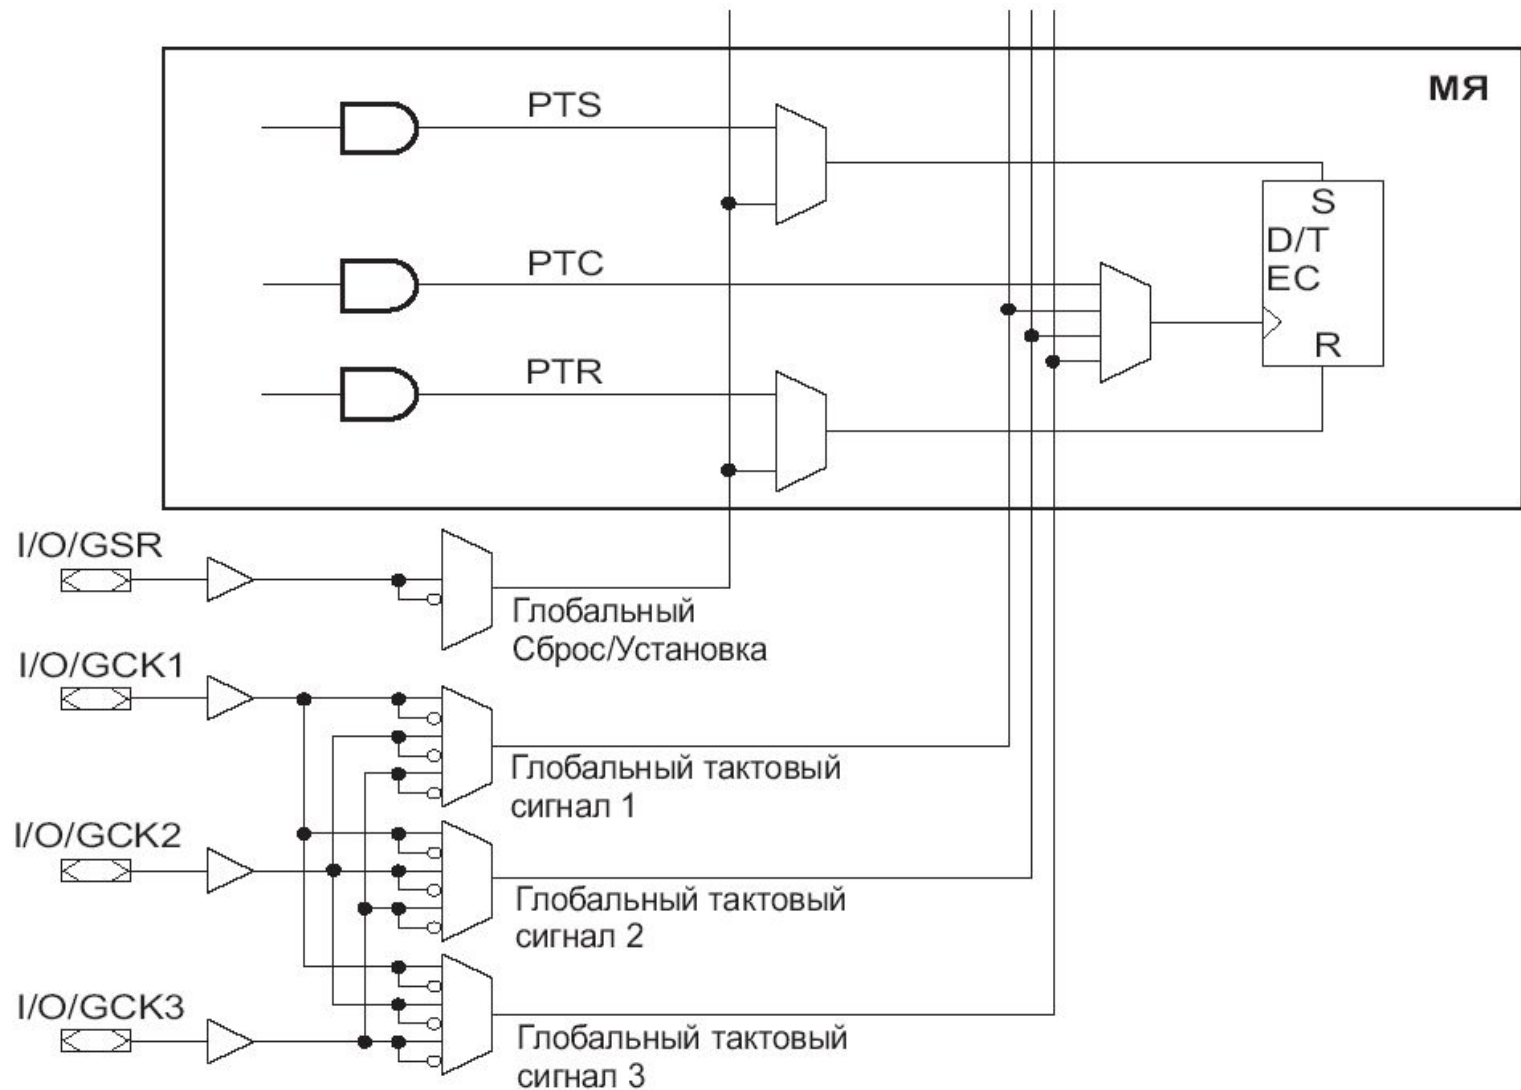 МЯ
PTS
S
D/T
PTC
EC
R
PTR
I/O/GSR
Глобальный
Сброс/Установка
I/O/GCK1
Глобальный тактовый
сигнал 1
I/O/GCK2
Глобальный тактовый
сигнал 2
I/O/GCK3
Глобальный тактовый
сигнал 3